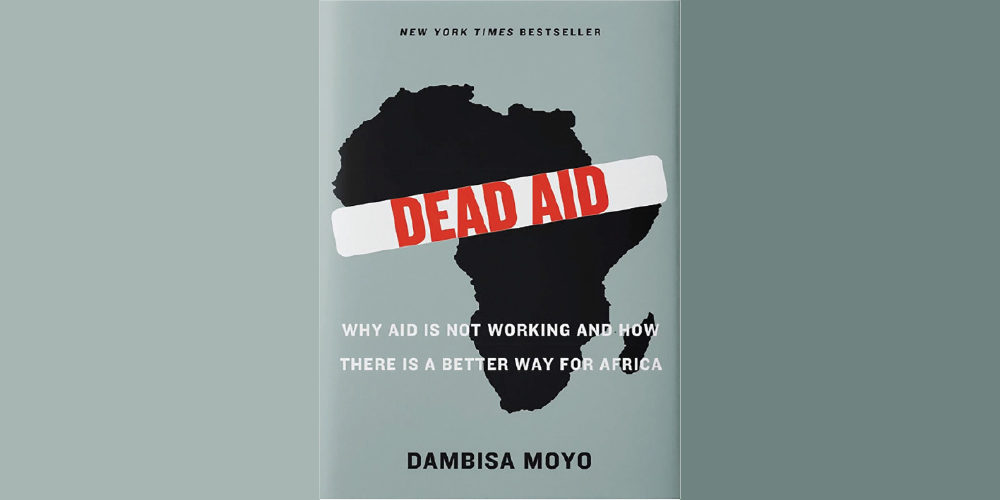 NEW YORK TIMES BESTSELLER
DEAD AID
WHY AID IS NOT WORKING AND HOW
THERE IS A BETTER WAY FOR AFRICA
DAMBISA MOYO